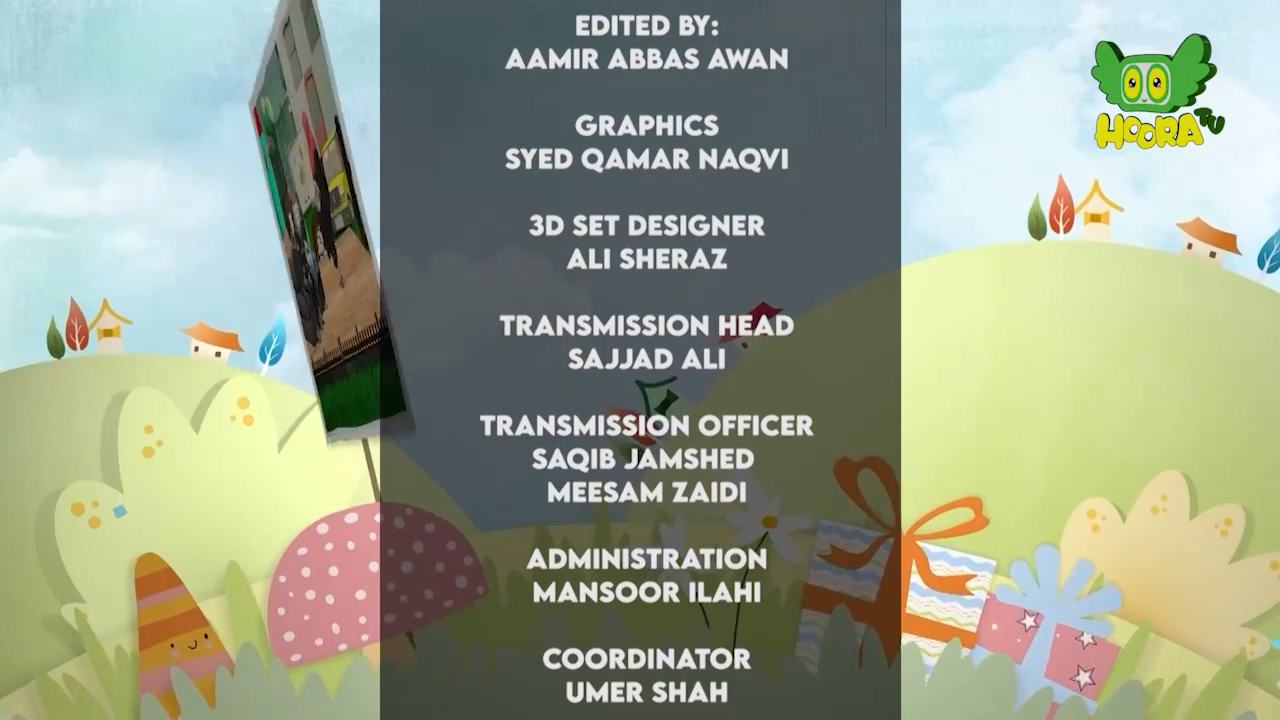 EDITED BY:
AAMIR ABBAS AWAN
GRAPHICS
SYED QAMAR NAQVI
3D SET DESIGNER
ALI SHERAZ
TRANSMISSION HEAD
SAJJAD ALI
TRANSMISSION OFFICER
SAQIB JAMSHED
MEESAM ZAIDI
ADMINISTRATION
MANSOOR ILAHI
COORDINATOR
UMER SHAH
HOORA TV